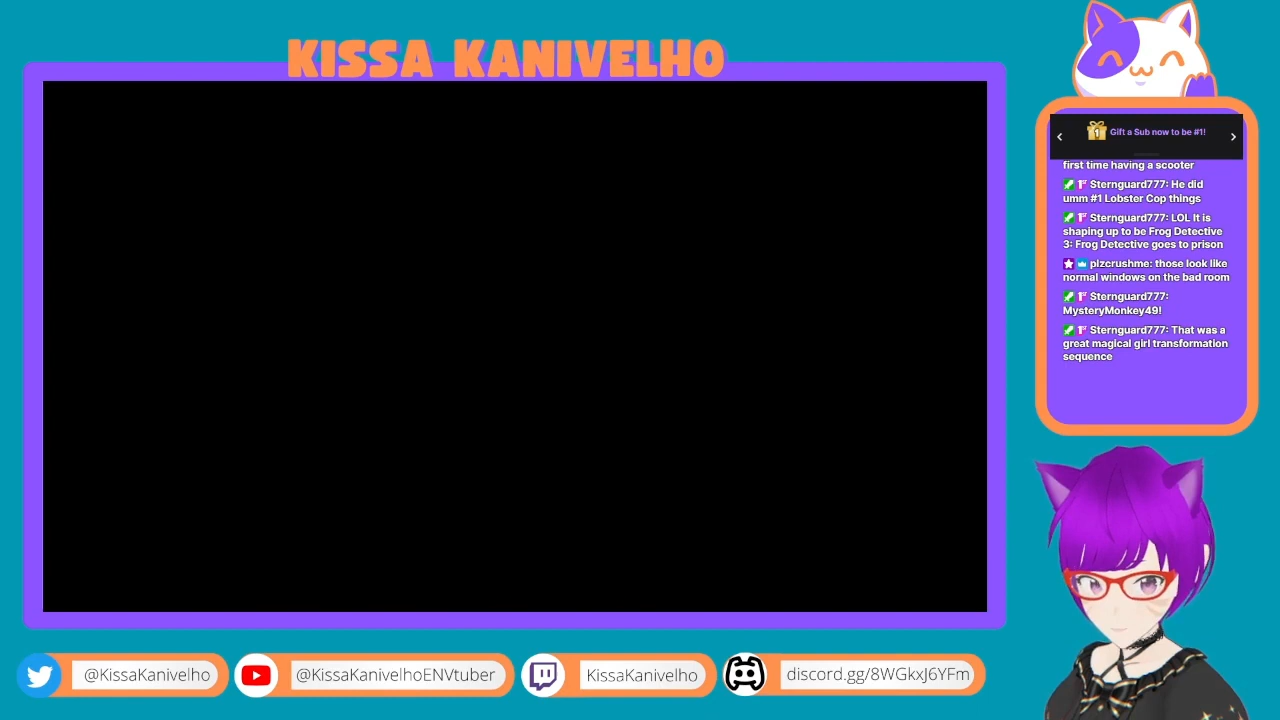 KISSA KANIVELHO
1 Gift a Sub now to be #1!
first time having a scooter
Sternguard777: He did
umm #1 Lobster Cop things
Sternguard777: LOL It is
shaping up to be Frog Detective
3: Frog Detective goes to prison
plzcrushme: those look like
normal windows on the bad room
Sternguard777:
MysteryMonkey49!
Sternguard777: That was a
great magical girl transformation
sequence
@KissaKanivelho
@KissaKanivelhoENVtuber
KissaKanivelho
discord.gg/8WGkxJ6YFm